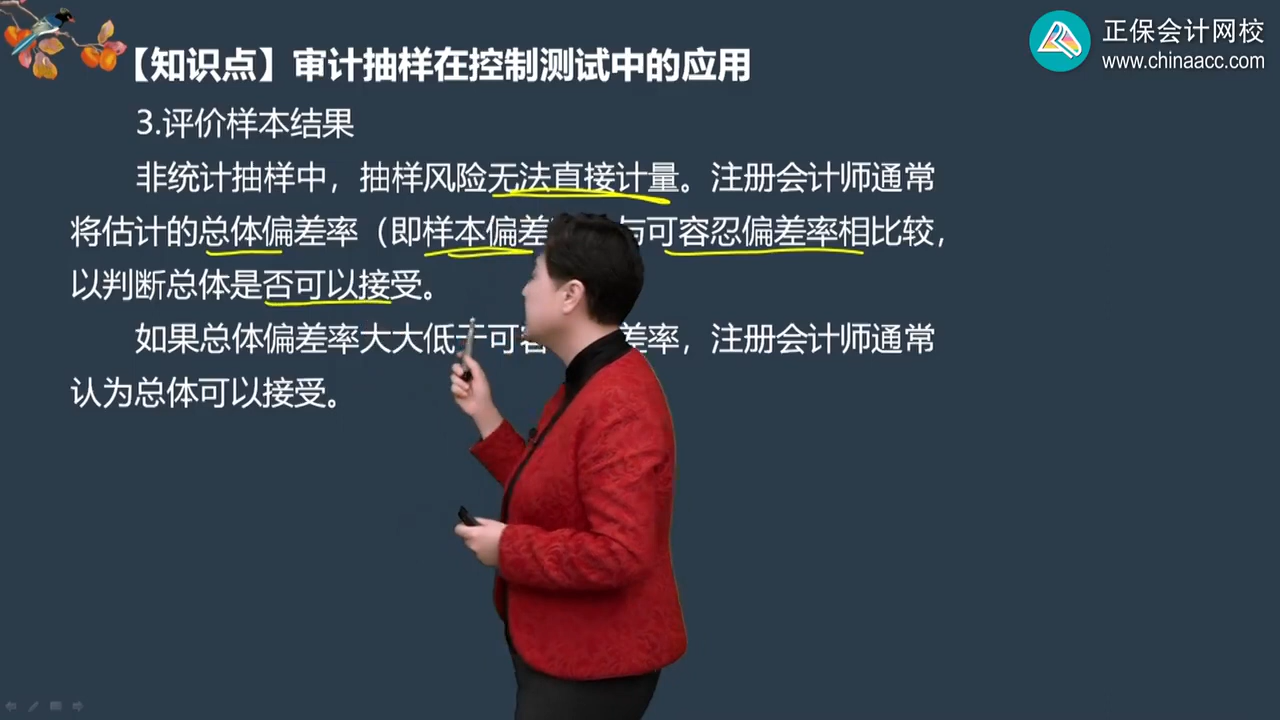 正保会计网校
www.chinaacc.com
【知识点】审计抽样在控制测试中的应用
3.评价样本结果
非统计抽样中，抽样风险无法直接计量。注册会计师通常
将估计的总体偏差率（即样本偏差 与可容忍偏差率相比较，
以判断总体是否可以接受。
如果总体偏差率大大低于可容 差率，注册会计师通常
认为总体可以接受。